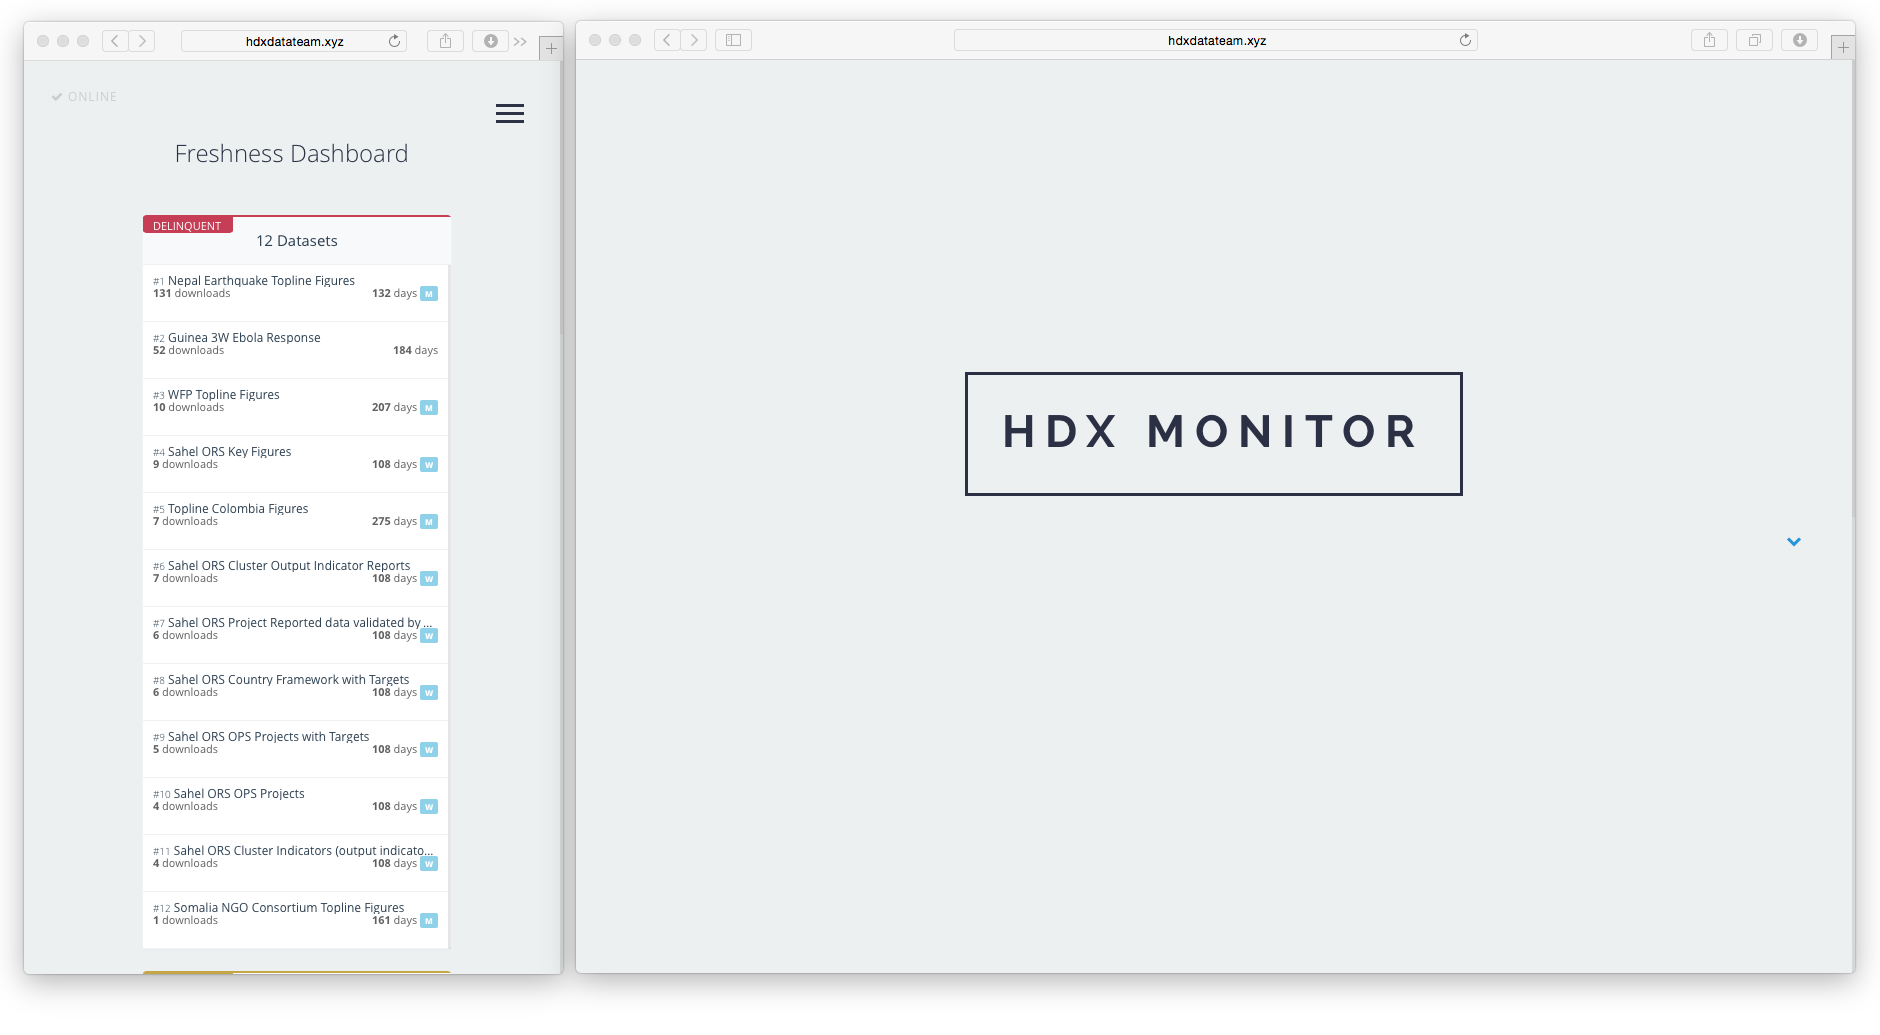 hdxdatateam.xyz
ONLINE
Freshness Dashboard
DELINQUENT
12 Datasets
#1 Nepal Earthquake Topline Figures
131 downloads 132 days M
#2 Guinea 3W Ebola Response
52 downloads 184 days
#3 WFP Topline Figures
10 downloads 207 days M
#4 Sahel ORS Key Figures
9 downloads 108 days W
#5 Topline Colombia Figures
7 downloads 275 days M
#6 Sahel ORS Cluster Output Indicator Reports
7 downloads 108 days W
#7 Sahel ORS Project Reported data validated by ...
6 downloads 108 days W
#8 Sahel ORS Country Framework with Targets
6 downloads 108 days W
#9 Sahel ORS OPS Projects with Targets
5 downloads 108 days W
#10 Sahel ORS OPS Projects
4 downloads 108 days W
#11 Sahel ORS Cluster Indicators (output indicato...
4 downloads 108 days W
#12 Somalia NGO Consortium Topline Figures
1 downloads 161 days M
hdxdatateam.xyz
HDX MONITOR